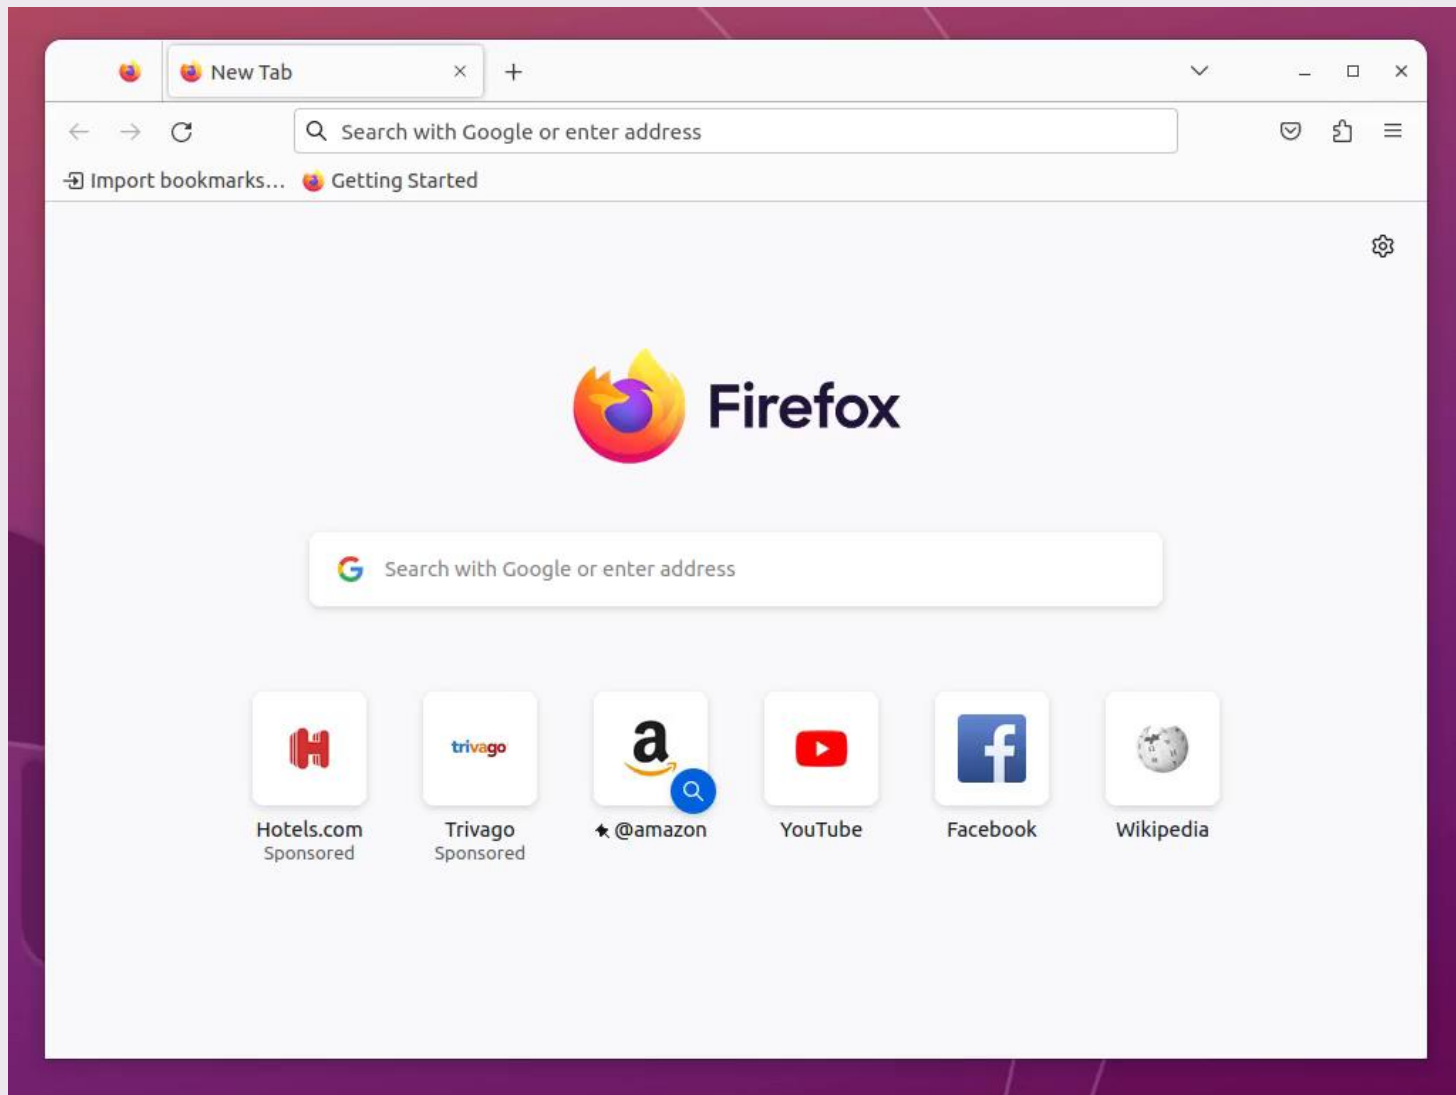 New Tab
Search with Google or enter address
Import bookmarks... Getting Started
Firefox
Search with Google or enter address
trivago
Hotels.com Trivago @amazon YouTube Facebook Wikipedia
Sponsored Sponsored